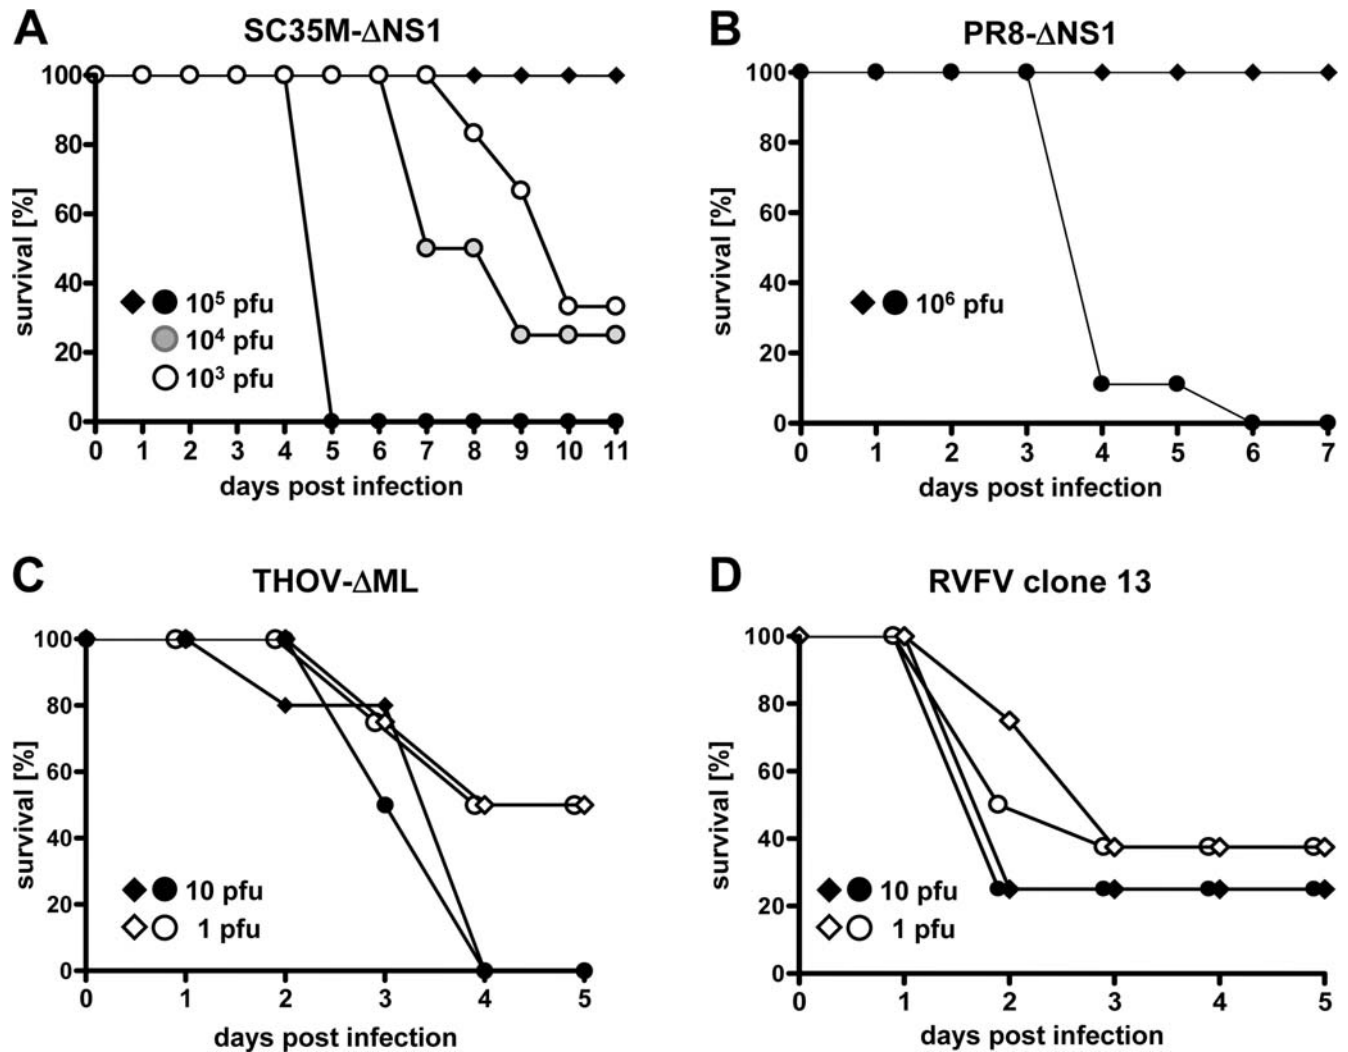 A
SC35M-ΔNS1
survival [%]
100
80
60
40
20
0
10⁵ pfu
10⁴ pfu
10³ pfu
0 1 2 3 4 5 6 7 8 9 10 11
days post infection
B
PR8-ΔNS1
survival [%]
100
80
60
40
20
0
10⁶ pfu
0 1 2 3 4 5 6 7
days post infection
C
THOV-ΔML
survival [%]
100
80
60
40
20
0
10 pfu
1 pfu
0 1 2 3 4 5
days post infection
D
RVFV clone 13
survival [%]
100
80
60
40
20
0
10 pfu
1 pfu
0 1 2 3 4 5
days post infection